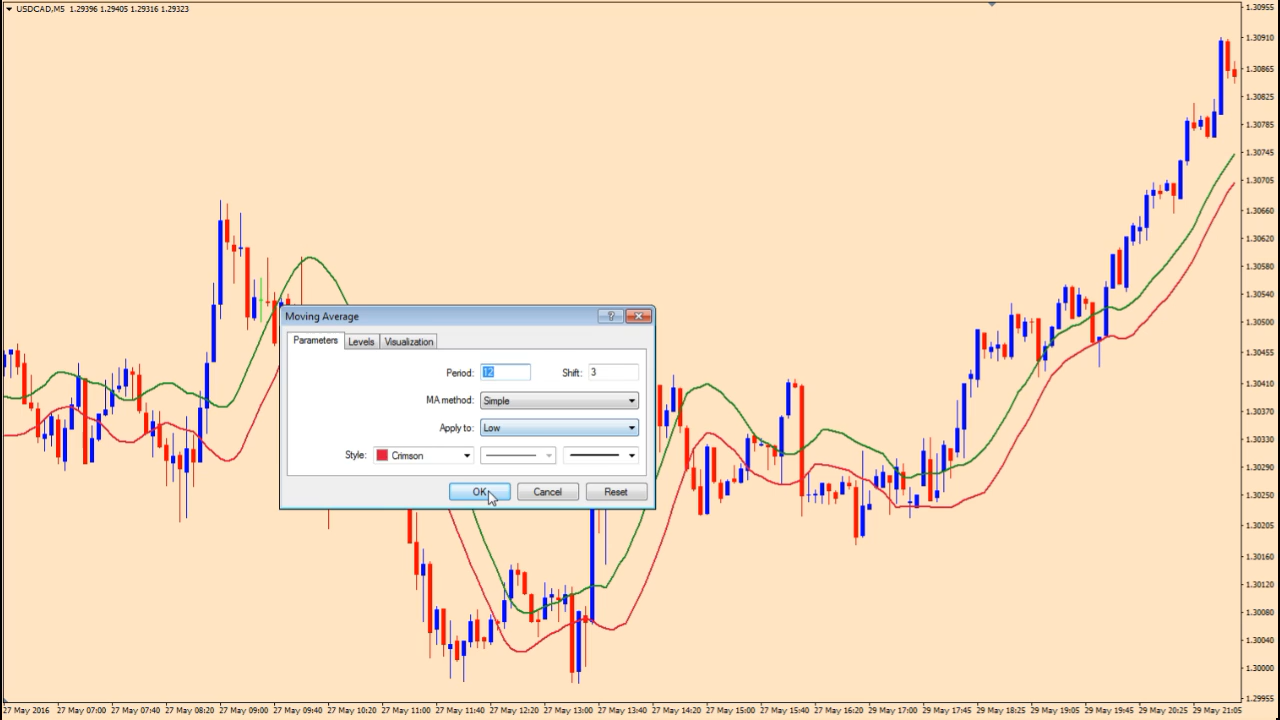 USDCAD,M5 1.29396 1.29405 1.29316 1.29323
1.30955
1.30910
1.30865
1.30825
1.30785
1.30745
1.30705
1.30660
1.30620
1.30580
1.30540
1.30500
1.30455
1.30410
1.30370
1.30330
1.30290
1.30250
1.30205
1.30160
1.30120
1.30080
1.30040
1.30000
1.29955
Moving Average
Parameters Levels Visualization
Period: 12 Shift: 3
MA method: Simple
Apply to: Low
Style: Crimson
OK Cancel Reset
27 May 2016 27 May 07:00 27 May 07:40 27 May 08:20 27 May 09:00 27 May 09:40 27 May 10:20 27 May 11:00 27 May 11:40 27 May 12:20 27 May 13:00 27 May 13:40 27 May 14:20 27 May 15:00 27 May 15:40 27 May 16:20 29 May 17:00 29 May 17:45 29 May 18:25 29 May 19:05 29 May 19:45 29 May 20:25 29 May 21:05